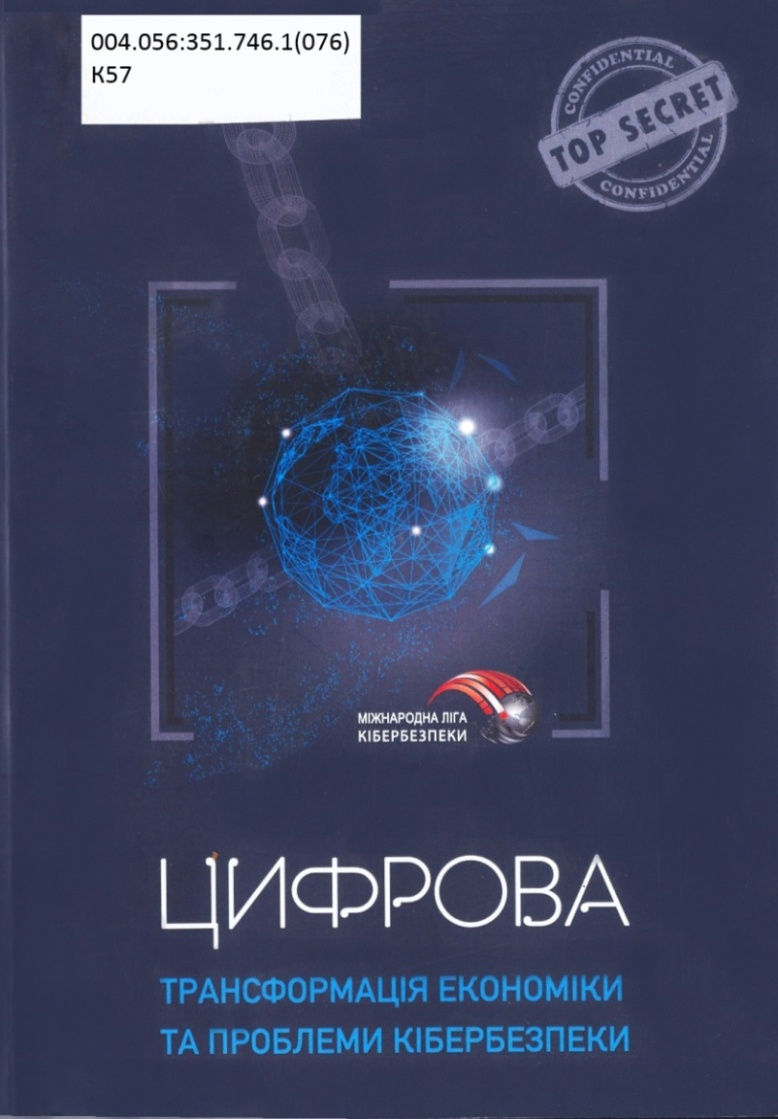 004.056:351.746.1(076)
К57
CONFIDENTIAL
TOP SECRET
CONFIDENTIAL
МІЖНАРОДНА ЛІГА
КІБЕРБЕЗПЕКИ
ЦИФРОВА
ТРАНСФОРМАЦІЯ ЕКОНОМІКИ
ТА ПРОБЛЕМИ КІБЕРБЕЗПЕКИ